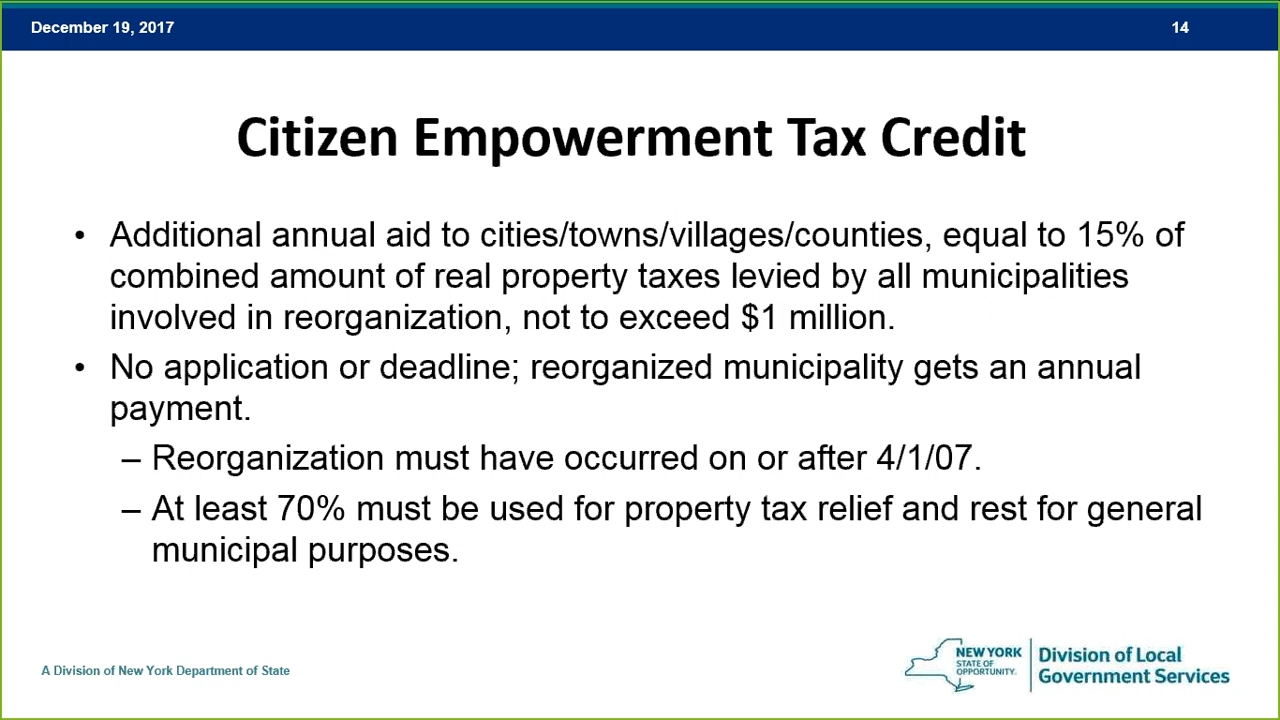 December 19, 2017
14
Citizen Empowerment Tax Credit
• Additional annual aid to cities/towns/villages/counties, equal to 15% of
combined amount of real property taxes levied by all municipalities
involved in reorganization, not to exceed $1 million.
• No application or deadline; reorganized municipality gets an annual
payment.
– Reorganization must have occurred on or after 4/1/07.
– At least 70% must be used for property tax relief and rest for general
municipal purposes.
A Division of New York Department of State
NEW YORK
STATE OF
OPPORTUNITY.
Division of Local
Government Services